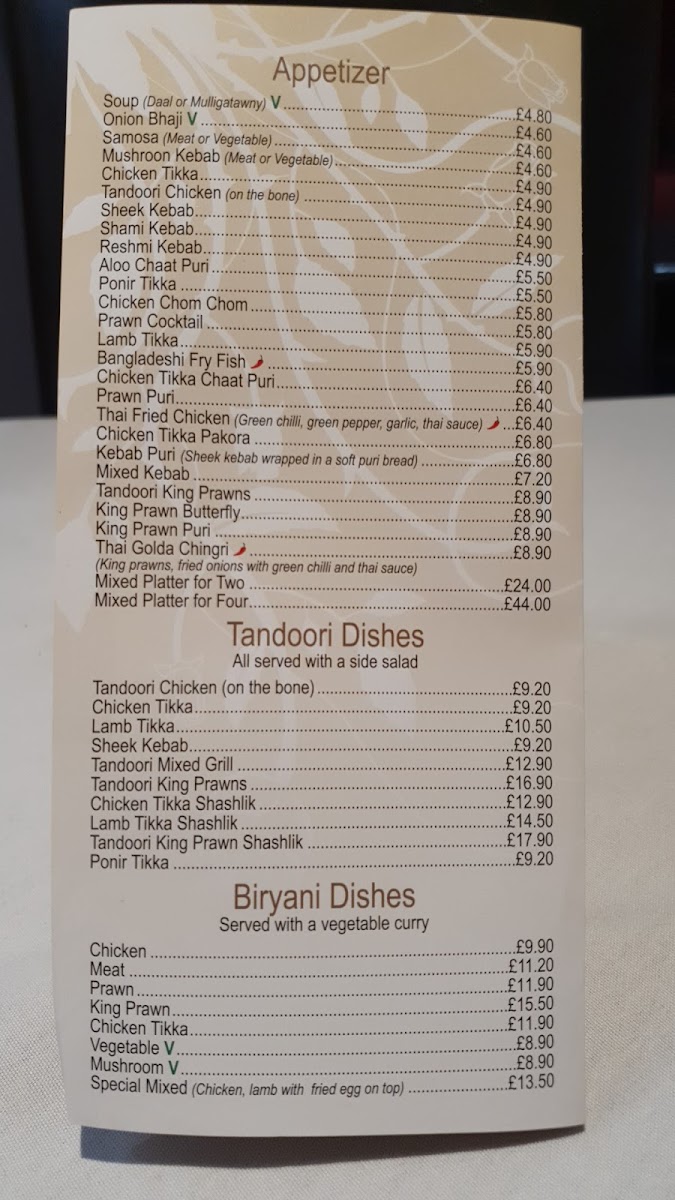 Appetizer
Soup (Daal or Mulligatawny) V ... £4.80
Onion Bhaji V ... £4.60
Samosa (Meat or Vegetable) ... £4.60
Mushroon Kebab (Meat or Vegetable) ... £4.60
Chicken Tikka ... £4.90
Tandoori Chicken (on the bone) ... £4.90
Sheek Kebab ... £4.90
Shami Kebab ... £4.90
Reshmi Kebab ... £4.90
Aloo Chaat Puri ... £5.50
Ponir Tikka ... £5.50
Chicken Chom Chom ... £5.80
Prawn Cocktail ... £5.80
Lamb Tikka ... £5.90
Bangladeshi Fry Fish ... £5.90
Chicken Tikka Chaat Puri ... £6.40
Prawn Puri ... £6.40
Thai Fried Chicken (Green chilli, green pepper, garlic, thai sauce) ... £6.40
Chicken Tikka Pakora ... £6.80
Kebab Puri (Sheek kebab wrapped in a soft puri bread) ... £6.80
Mixed Kebab ... £7.20
Tandoori King Prawns ... £8.90
King Prawn Butterfly ... £8.90
King Prawn Puri ... £8.90
Thai Golda Chingri ... £8.90
(King prawns, fried onions with green chilli and thai sauce)
Mixed Platter for Two ... £24.00
Mixed Platter for Four ... £44.00
Tandoori Dishes
All served with a side salad
Tandoori Chicken (on the bone) ... £9.20
Chicken Tikka ... £9.20
Lamb Tikka ... £10.50
Sheek Kebab ... £9.20
Tandoori Mixed Grill ... £12.90
Tandoori King Prawns ... £16.90
Chicken Tikka Shashlik ... £12.90
Lamb Tikka Shashlik ... £14.50
Tandoori King Prawn Shashlik ... £17.90
Ponir Tikka ... £9.20
Biryani Dishes
Served with a vegetable curry
Chicken ... £9.90
Meat ... £11.20
Prawn ... £11.90
King Prawn ... £15.50
Chicken Tikka ... £11.90
Vegetable V ... £8.90
Mushroom V ... £8.90
Special Mixed (Chicken, lamb with fried egg on top) ... £13.50